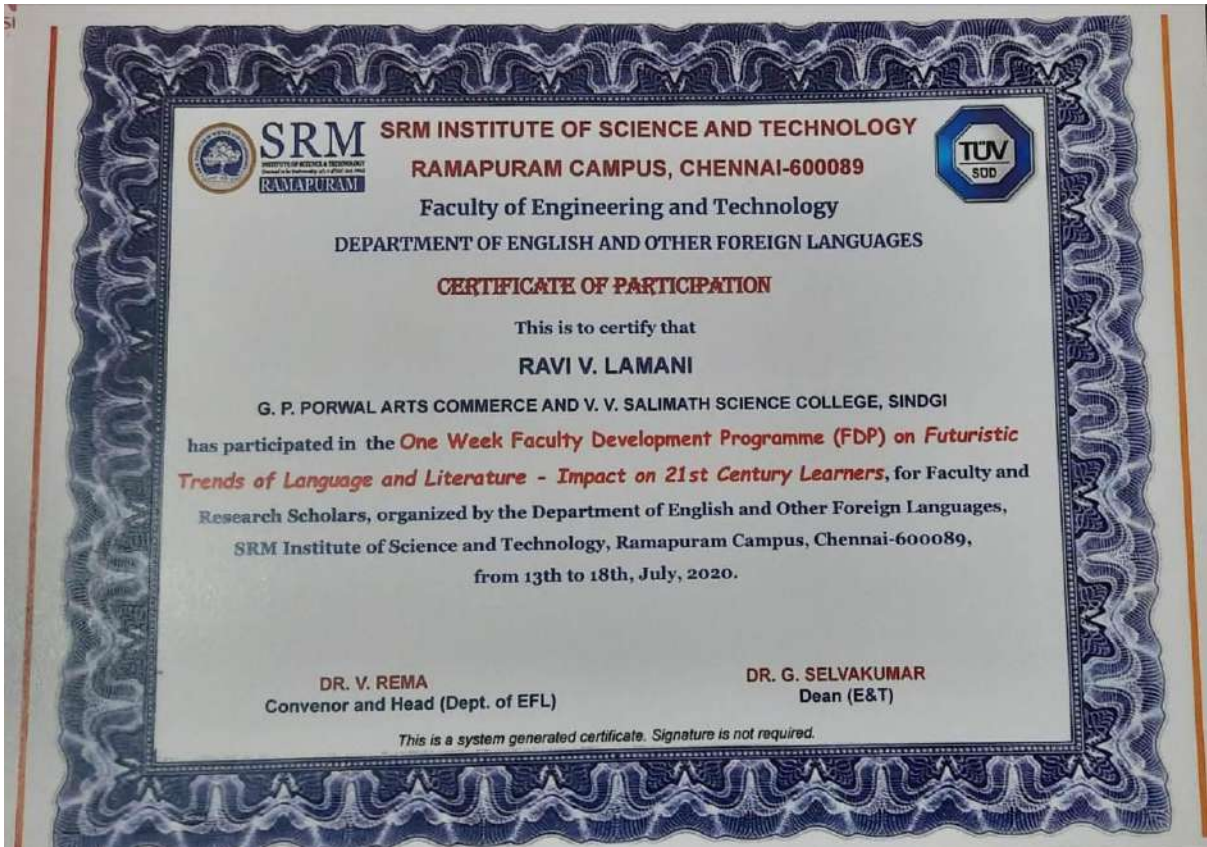 SI
SRM
INSTITUTE OF SCIENCE & TECHNOLOGY
RAMAPURAM
SRM INSTITUTE OF SCIENCE AND TECHNOLOGY
RAMAPURAM CAMPUS, CHENNAI-600089
TÜV
SÜD
Faculty of Engineering and Technology
DEPARTMENT OF ENGLISH AND OTHER FOREIGN LANGUAGES
CERTIFICATE OF PARTICIPATION
This is to certify that
RAVI V. LAMANI
G. P. PORWAL ARTS COMMERCE AND V. V. SALIMATH SCIENCE COLLEGE, SINDGI
has participated in the One Week Faculty Development Programme (FDP) on Futuristic
Trends of Language and Literature - Impact on 21st Century Learners, for Faculty and
Research Scholars, organized by the Department of English and Other Foreign Languages,
SRM Institute of Science and Technology, Ramapuram Campus, Chennai-600089,
from 13th to 18th, July, 2020.
DR. V. REMA
Convenor and Head (Dept. of EFL)
DR. G. SELVAKUMAR
Dean (E&T)
This is a system generated certificate. Signature is not required.